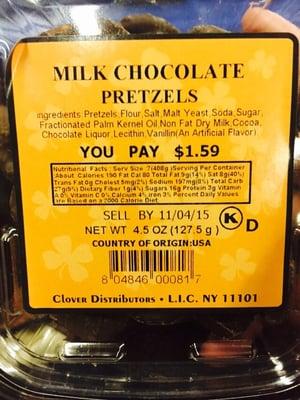 MILK CHOCOLATE
PRETZELS
ingredients:Pretzels,Flour,Salt,Malt Yeast,Soda,Sugar,
Fractionated Palm Kernel Oil,Non Fat Dry Milk,Cocoa,
Chocolate Liquor,Lecithin,Vanillin(An Artificial Flavor)
YOU PAY $1.59
Nutritional Facts: Serv Size 7(40Bg)Serving Per Container
About Calories 190 Fat Cal 80 Total Fat 9g(14%) Sat 8g(40%)
Trans Fat 0g Cholest 5mg(2%) Sodium 197mg(8%) Total Carb
27g(9%) Dietary Fiber 1g(4%) Sugars 16g Protein 3g Vitamin
A 0% Vitamin C 0% Calcium 4% iren 3% Percent Daily Values
are Based on a 2000 Calorie Diet
SELL BY 11/04/15
NET WT 4.5 OZ (127.5g)
K D
COUNTRY OF ORIGIN:USA
8 04846 00081 7
CLOVER DISTRIBUTORS • L.I.C. NY 11101